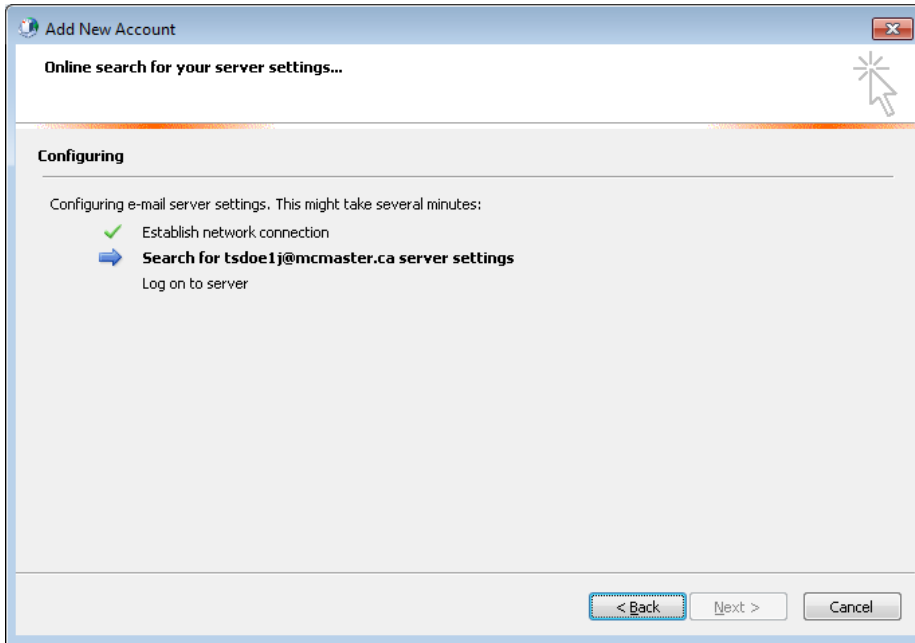 Add New Account
Online search for your server settings...
Configuring
Configuring e-mail server settings. This might take several minutes:
Establish network connection
Search for tsdoe1j@mcmaster.ca server settings
Log on to server
< Back Next > Cancel